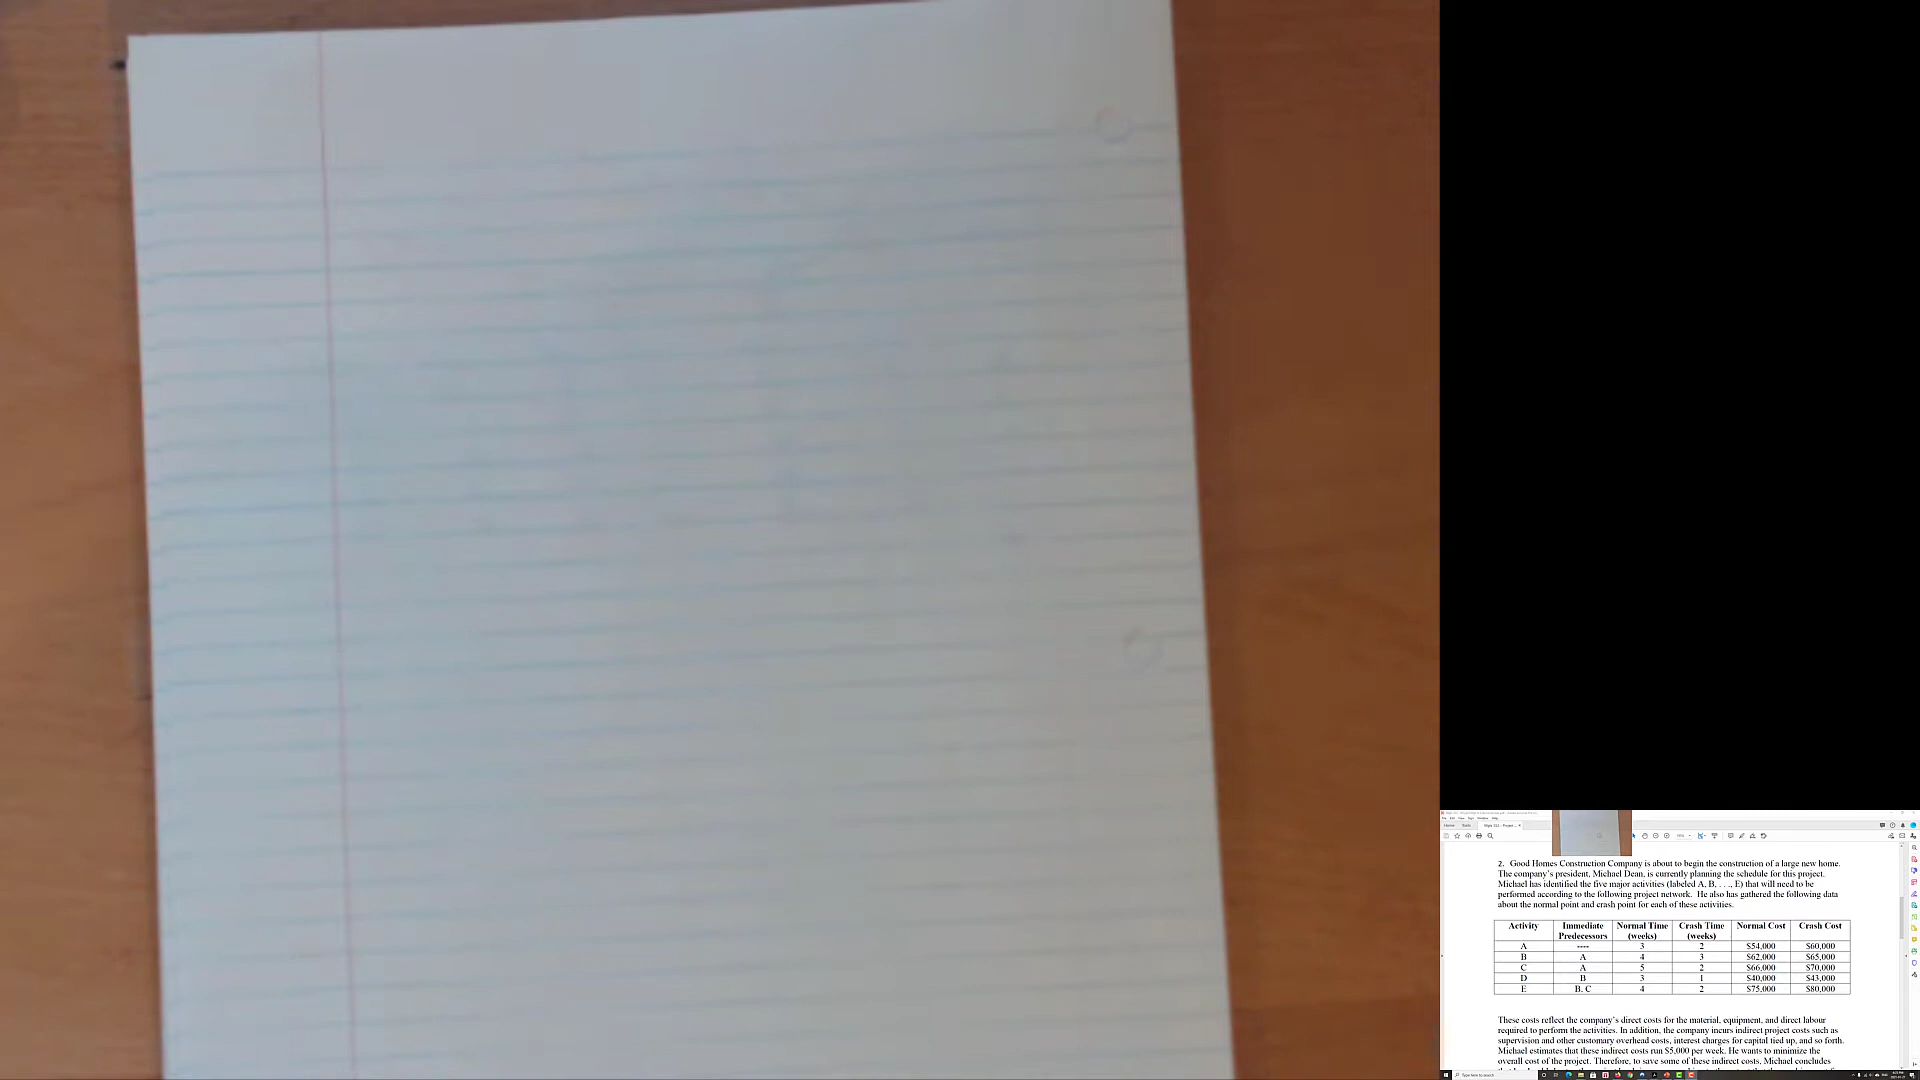 2. Good Homes Construction Company is about to begin the construction of a large new home.
The company's president, Michael Dean, is currently planning the schedule for this project.
Michael has identified the five major activities (labeled A, B, . . ., E) that will need to be
performed according to the following project network. He also has gathered the following data
about the normal point and crash point for each of these activities.
Activity Immediate Predecessors Normal Time (weeks) Crash Time (weeks) Normal Cost Crash Cost
A ---- 3 2 $54,000 $60,000
B A 4 3 $62,000 $65,000
C A 5 2 $66,000 $70,000
D B 3 1 $40,000 $43,000
E B, C 4 2 $75,000 $80,000
These costs reflect the company's direct costs for the material, equipment, and direct labour
required to perform the activities. In addition, the company incurs indirect project costs such as
supervision and other customary overhead costs, interest charges for capital tied up, and so forth.
Michael estimates that these indirect costs run $5,000 per week. He wants to minimize the
overall cost of the project. Therefore, to save some of these indirect costs, Michael concludes
Type here to search